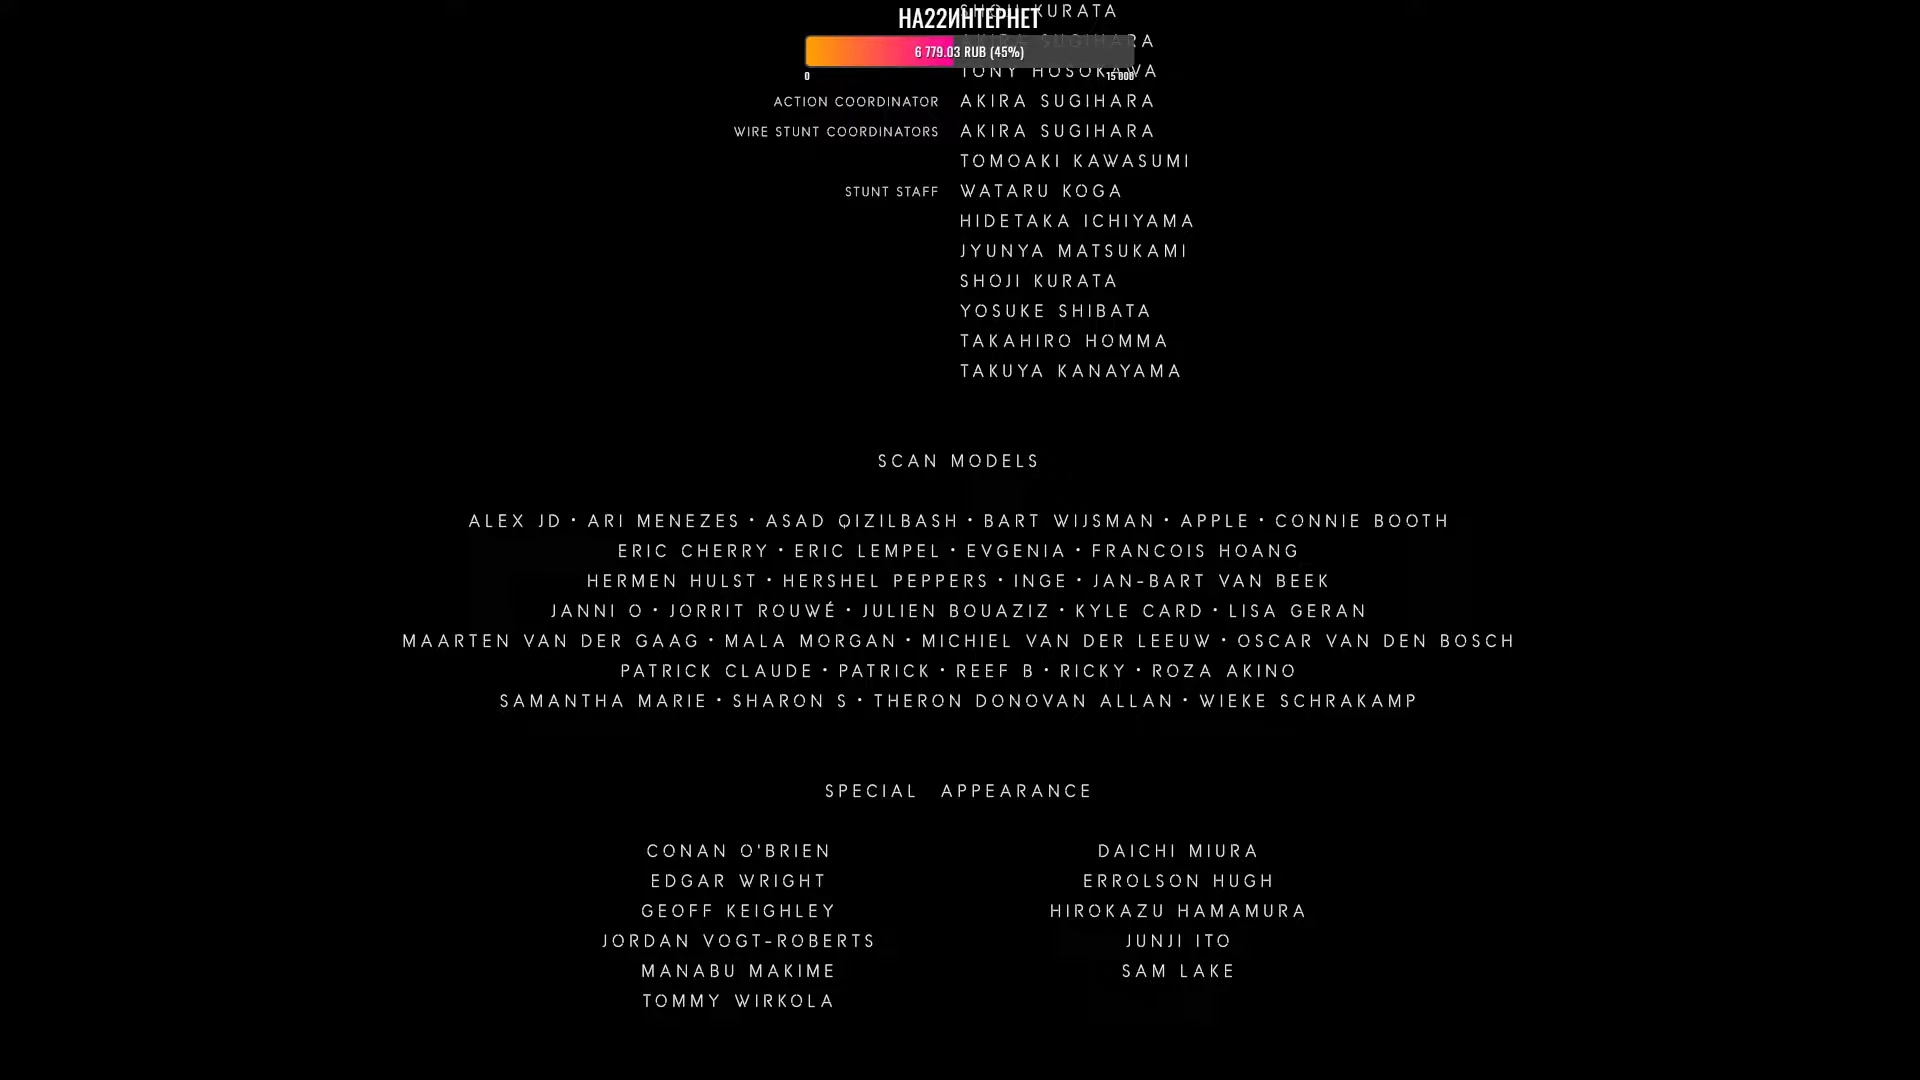 SHOJI KURATA
НА22ИНТЕРНЕТ
AKIRA SUGIHARA
6 779.03 RUB (45%)
TONY HOSOKAWA
0
15 000
ACTION COORDINATOR AKIRA SUGIHARA
WIRE STUNT COORDINATORS AKIRA SUGIHARA
TOMOAKI KAWASUMI
STUNT STAFF WATARU KOGA
HIDETAKA ICHIYAMA
JYUNYA MATSUKAMI
SHOJI KURATA
YOSUKE SHIBATA
TAKAHIRO HOMMA
TAKUYA KANAYAMA
SCAN MODELS
ALEX JD • ARI MENEZES • ASAD QIZILBASH • BART WIJSMAN • APPLE • CONNIE BOOTH
ERIC CHERRY • ERIC LEMPEL • EVGENIA • FRANCOIS HOANG
HERMEN HULST • HERSHEL PEPPERS • INGE • JAN-BART VAN BEEK
JANNI O • JORRIT ROUWÉ • JULIEN BOUAZIZ • KYLE CARD • LISA GERAN
MAARTEN VAN DER GAAG • MALA MORGAN • MICHIEL VAN DER LEEUW • OSCAR VAN DEN BOSCH
PATRICK CLAUDE • PATRICK • REEF B • RICKY • ROZA AKINO
SAMANTHA MARIE • SHARON S • THERON DONOVAN ALLAN • WIEKE SCHRAKAMP
SPECIAL APPEARANCE
CONAN O'BRIEN
EDGAR WRIGHT
GEOFF KEIGHLEY
JORDAN VOGT-ROBERTS
MANABU MAKIME
TOMMY WIRKOLA
DAICHI MIURA
ERROLSON HUGH
HIROKAZU HAMAMURA
JUNJI ITO
SAM LAKE